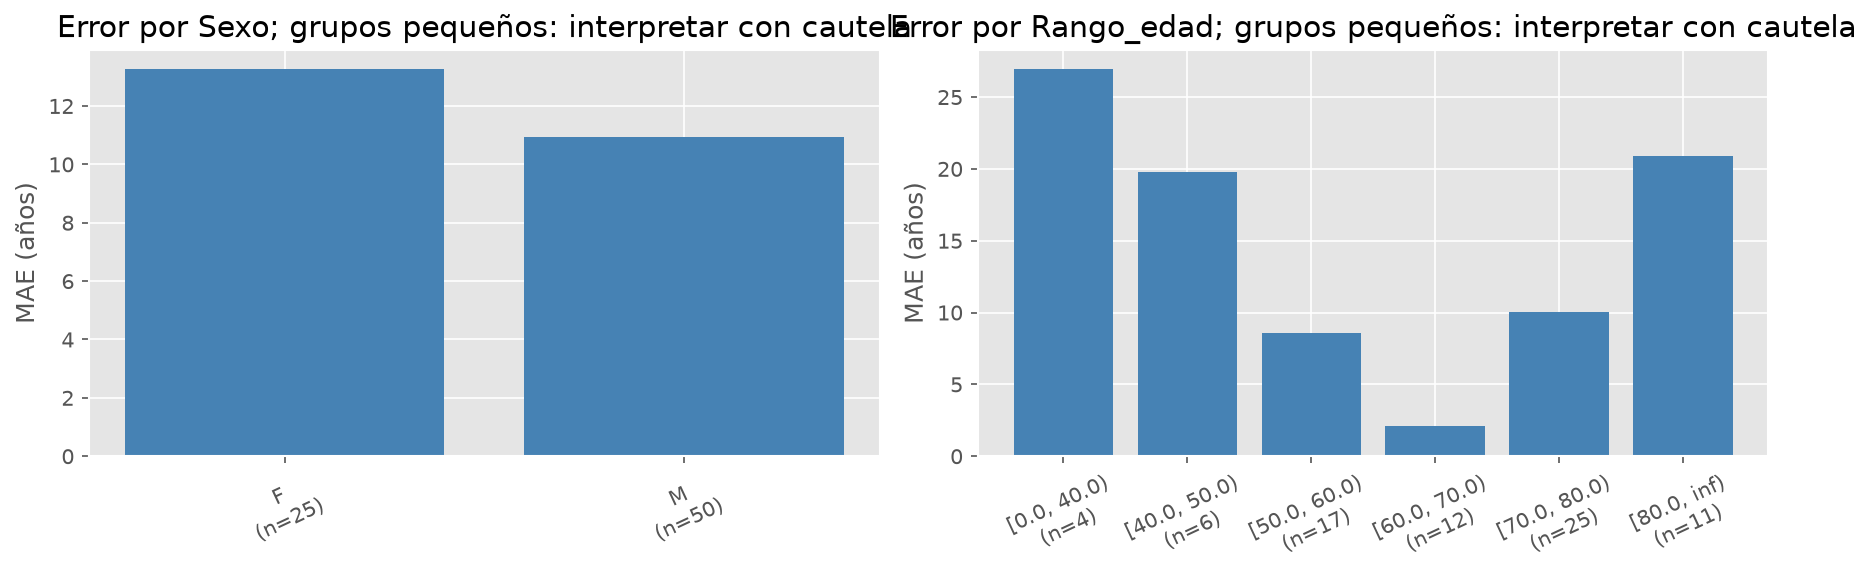 Error por Sexo; grupos pequeños: interpretar con cautela
MAE (años)
12
10
8
6
4
2
0
F
(n=25)
M
(n=50)
Error por Rango_edad; grupos pequeños: interpretar con cautela
MAE (años)
25
20
15
10
5
0
[0.0, 40.0)
(n=4)
[40.0, 50.0)
(n=6)
[50.0, 60.0)
(n=17)
[60.0, 70.0)
(n=12)
[70.0, 80.0)
(n=25)
[80.0, inf)
(n=11)